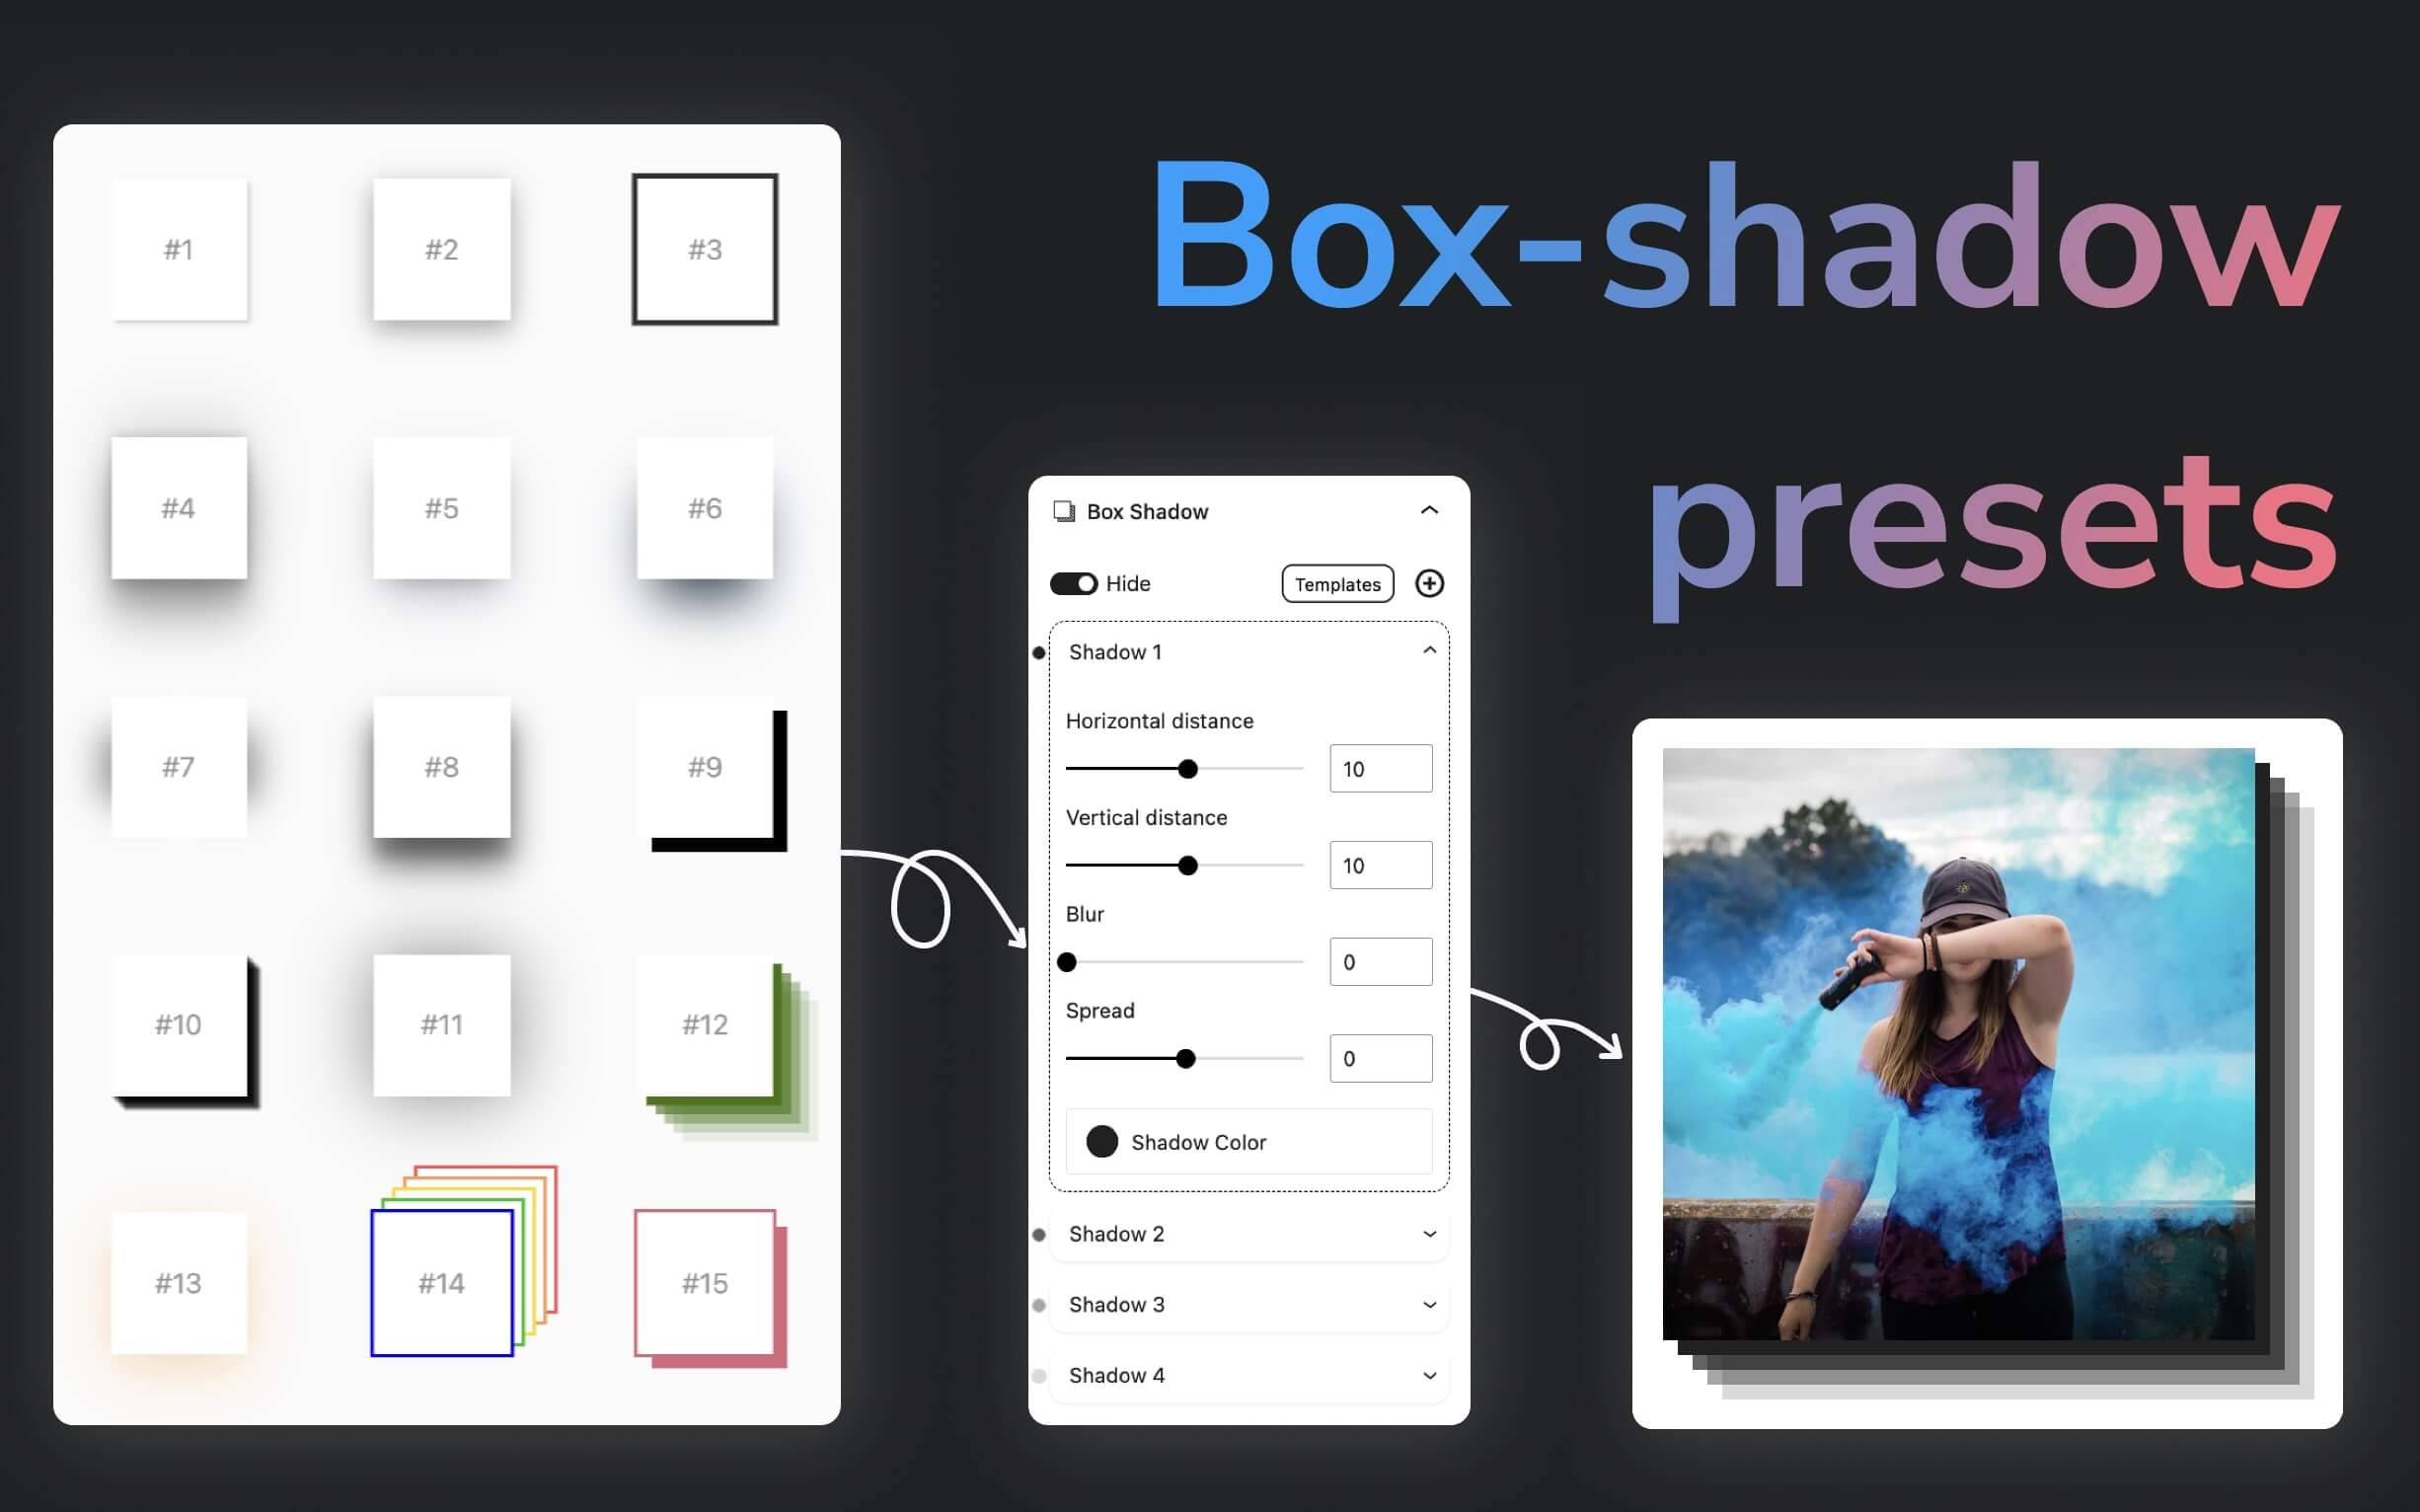 Box-shadow
presets
#1
#2
#3
#4
#5
#6
#7
#8
#9
#10
#11
#12
#13
#14
#15
Box Shadow
Hide
Templates
Shadow 1
Horizontal distance
10
Vertical distance
10
Blur
0
Spread
0
Shadow Color
Shadow 2
Shadow 3
Shadow 4